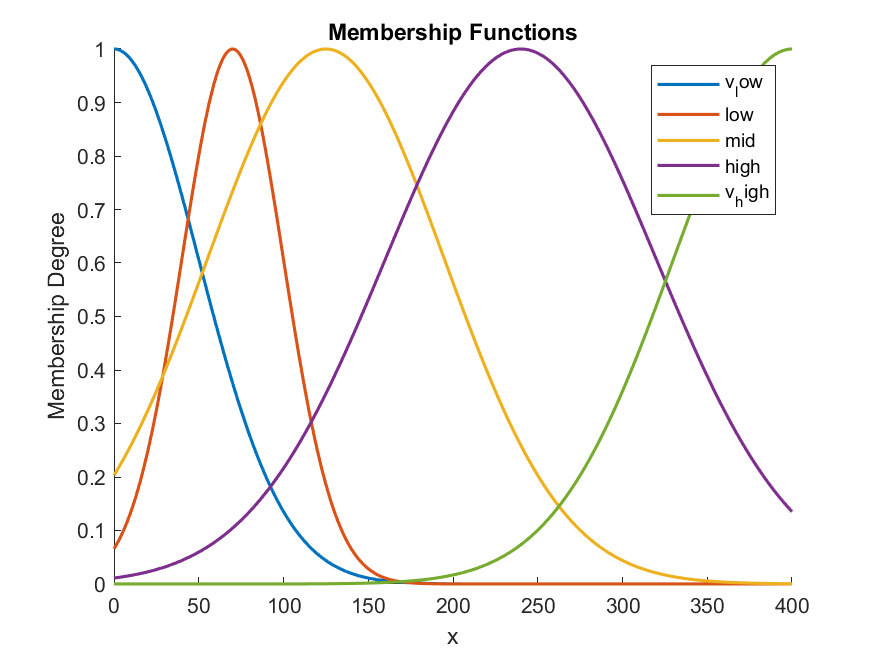 Membership Functions
1
0.9
0.8
0.7
0.6
0.5
0.4
0.3
0.2
0.1
0
Membership Degree
v_low
low
mid
high
v_high
0 50 100 150 200 250 300 350 400
x